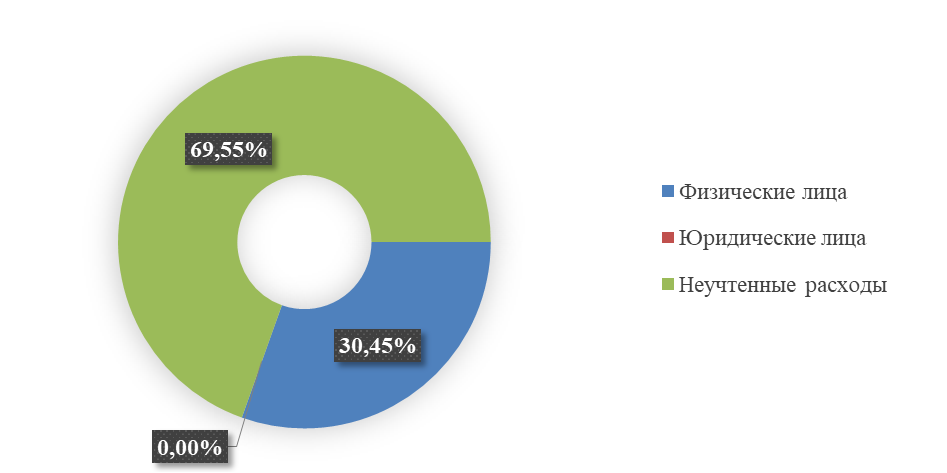 69,55%
30,45%
0,00%
Физические лица
Юридические лица
Неучтенные расходы